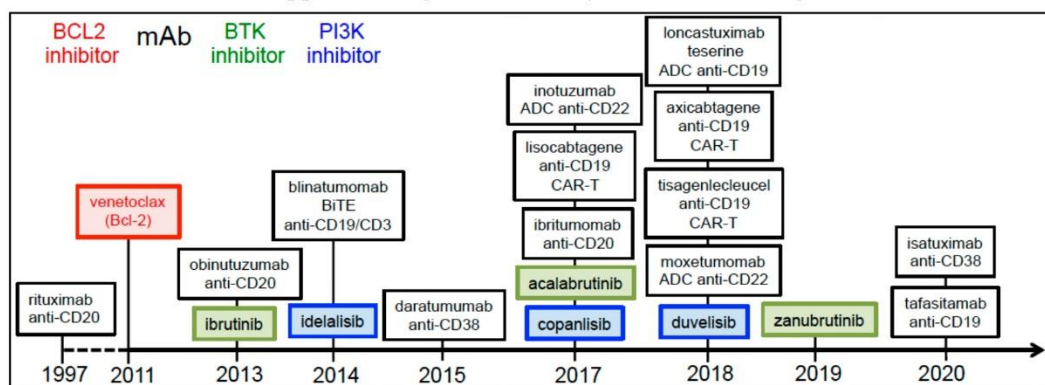 BCL2
inhibitor
mAb
BTK
inhibitor
PI3K
inhibitor
rituximab
anti-CD20
venetoclax
(Bcl-2)
obinutuzumab
anti-CD20
ibrutinib
blinatumomab
BiTE
anti-CD19/CD3
idelalisib
daratumumab
anti-CD38
inotuzumab
ADC anti-CD22
lisocabtagene
anti-CD19
CAR-T
ibritumomab
anti-CD20
acalabrutinib
copanlisib
loncastuximab
teserine
ADC anti-CD19
axicabtagene
anti-CD19
CAR-T
tisagenlecleucel
anti-CD19
CAR-T
moxetumomab
ADC anti-CD22
duvelisib
zanubrutinib
isatuximab
anti-CD38
tafasitamab
anti-CD19
1997 2011 2013 2014 2015 2017 2018 2019 2020